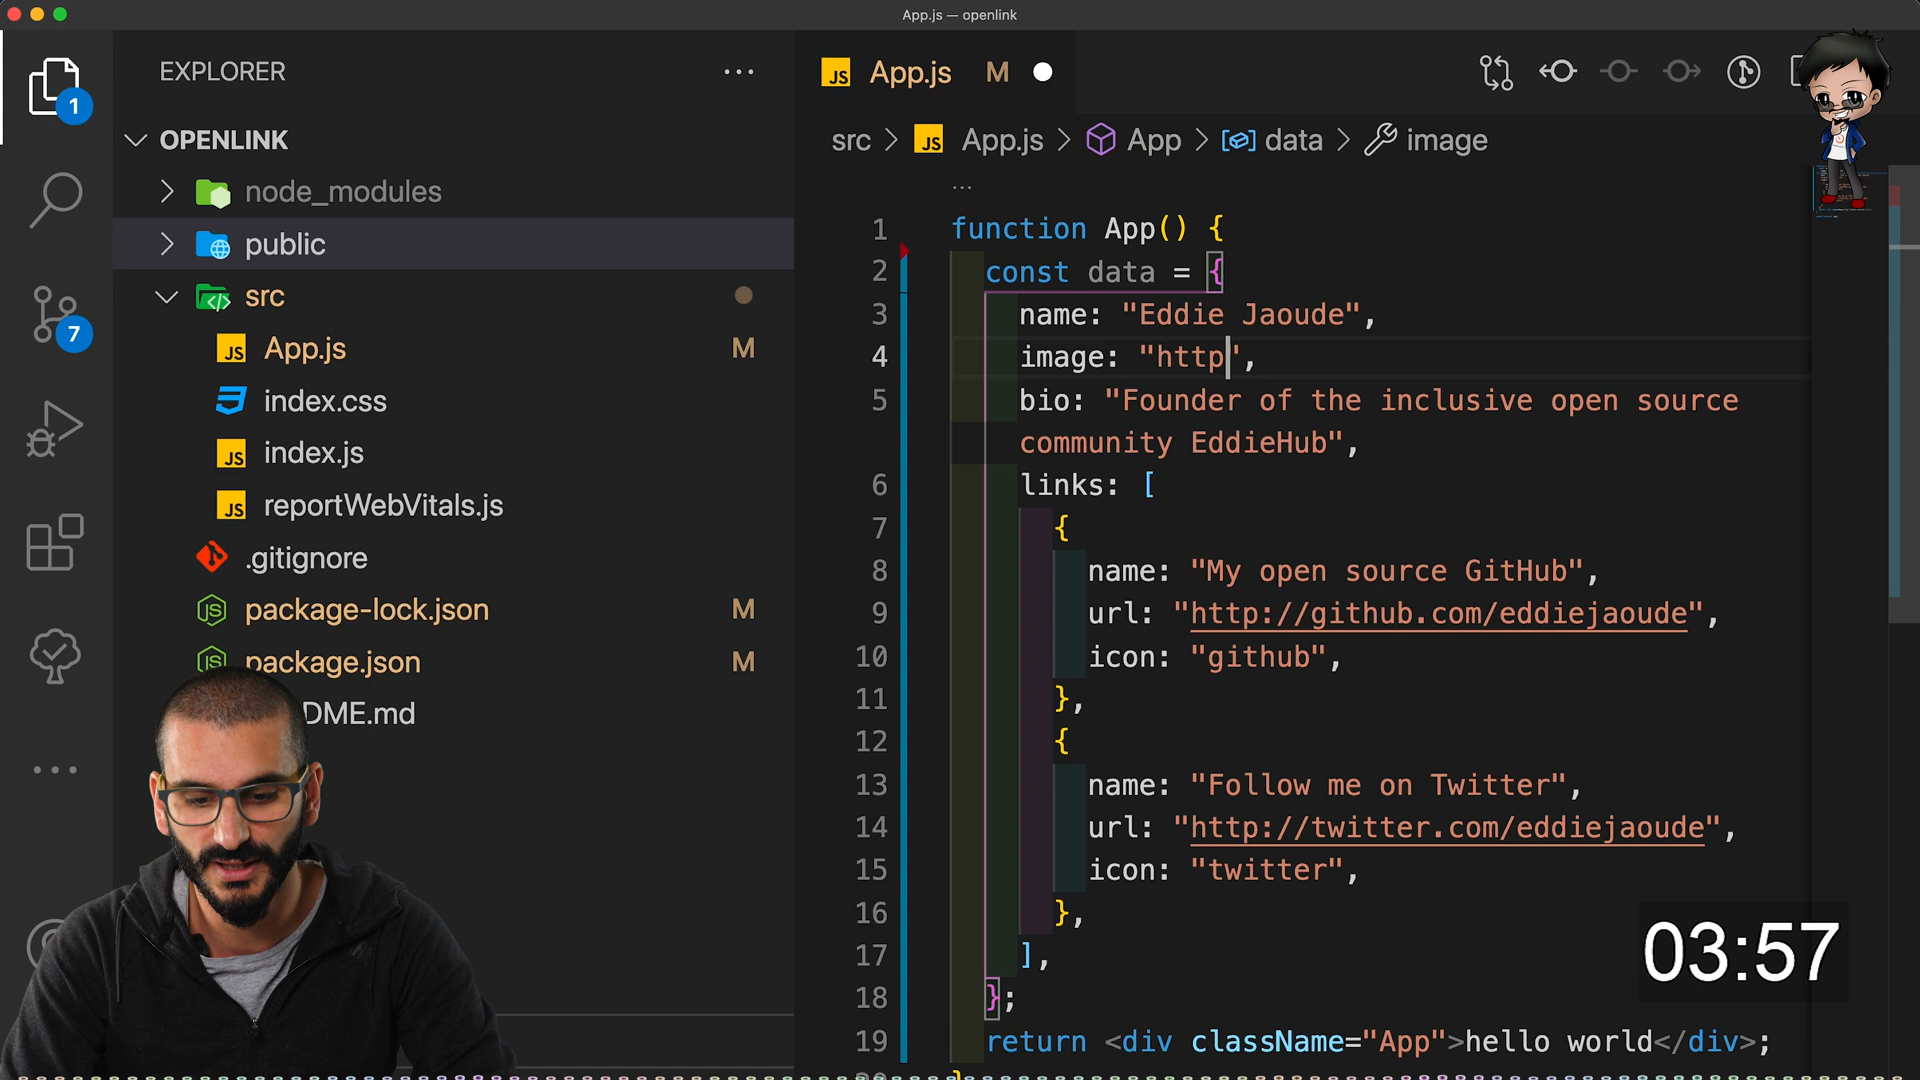 App.js — openlink
EXPLORER
1
OPENLINK
node_modules
public
src
7
App.js M
index.css
index.js
reportWebVitals.js
.gitignore
package-lock.json M
package.json M
DME.md
JS App.js M
src > JS App.js > App > data > image
1 function App() {
2 const data = {
3 name: "Eddie Jaoude",
4 image: "http",
5 bio: "Founder of the inclusive open source
community EddieHub",
6 links: [
7 {
8 name: "My open source GitHub",
9 url: "http://github.com/eddiejaoude",
10 icon: "github",
11 },
12 {
13 name: "Follow me on Twitter",
14 url: "http://twitter.com/eddiejaoude",
15 icon: "twitter",
16 },
17 ],
18 };
19 return <div className="App">hello world</div>;
03:57